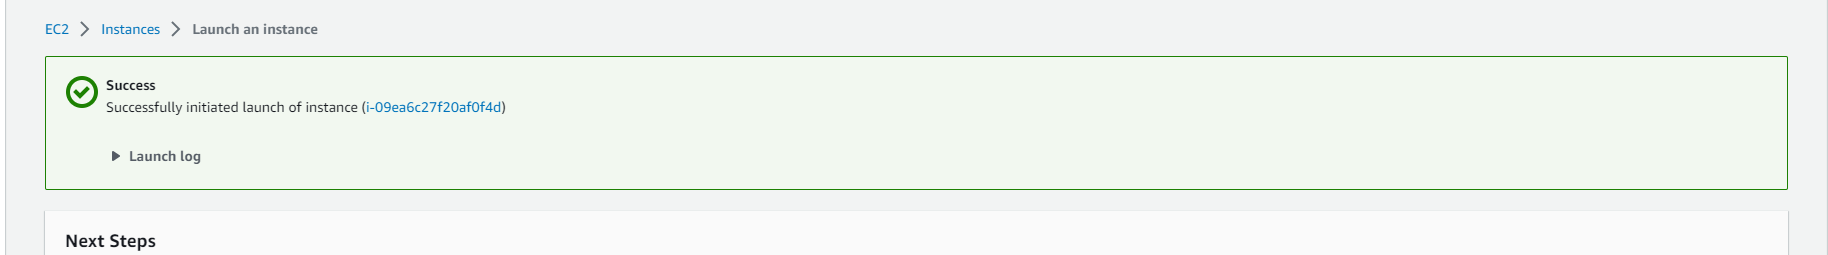 EC2 Instances Launch an instance
Success
Successfully initiated launch of instance (i-09ea6c27f20af0f4d)
Launch log
Next Steps